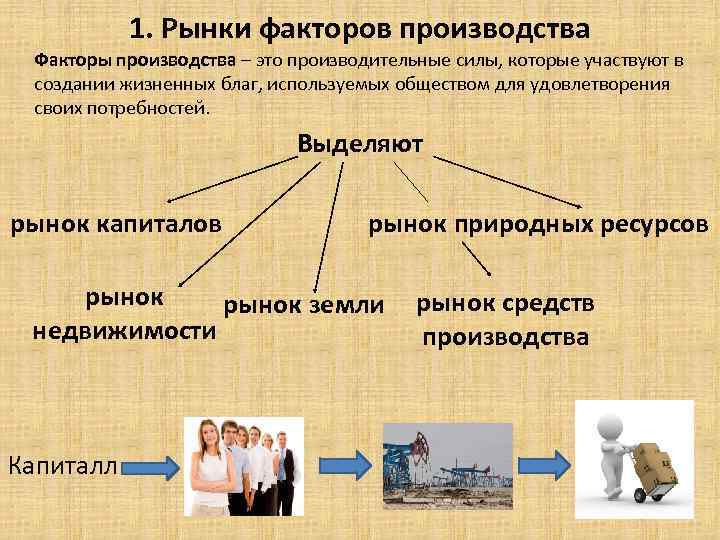 1. Рынки факторов производства
Факторы производства – это производительные силы, которые участвуют в
создании жизненных благ, используемых обществом для удовлетворения
своих потребностей.
Выделяют
рынок капиталов
рынок природных ресурсов
рынок
недвижимости
рынок земли
рынок средств
производства
Капиталл